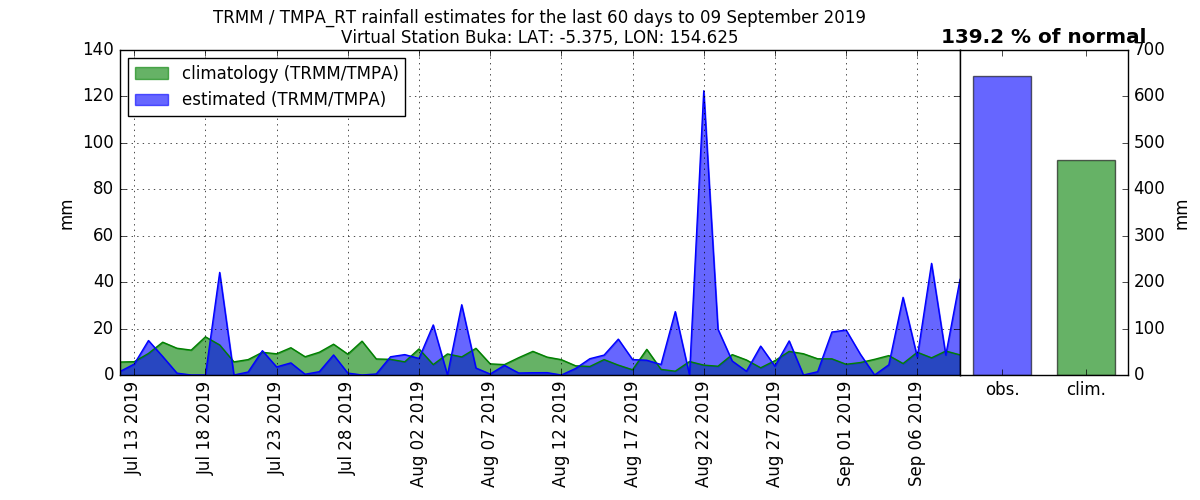 TRMM / TMPA_RT rainfall estimates for the last 60 days to 09 September 2019
Virtual Station Buka: LAT: -5.375, LON: 154.625
139.2 % of normal
climatology (TRMM/TMPA)
estimated (TRMM/TMPA)
mm
140
120
100
80
60
40
20
0
Jul 13 2019
Jul 18 2019
Jul 23 2019
Jul 28 2019
Aug 02 2019
Aug 07 2019
Aug 12 2019
Aug 17 2019
Aug 22 2019
Aug 27 2019
Sep 01 2019
Sep 06 2019
obs.
clim.
700
600
500
400
300
200
100
0
mm